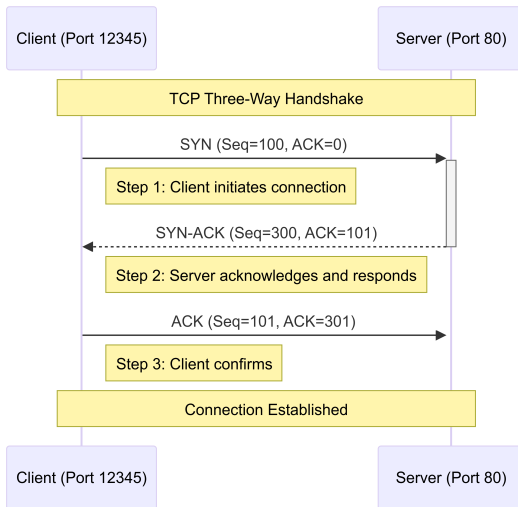 Client (Port 12345)
Server (Port 80)
TCP Three-Way Handshake
SYN (Seq=100, ACK=0)
Step 1: Client initiates connection
SYN-ACK (Seq=300, ACK=101)
Step 2: Server acknowledges and responds
ACK (Seq=101, ACK=301)
Step 3: Client confirms
Connection Established
Client (Port 12345)
Server (Port 80)